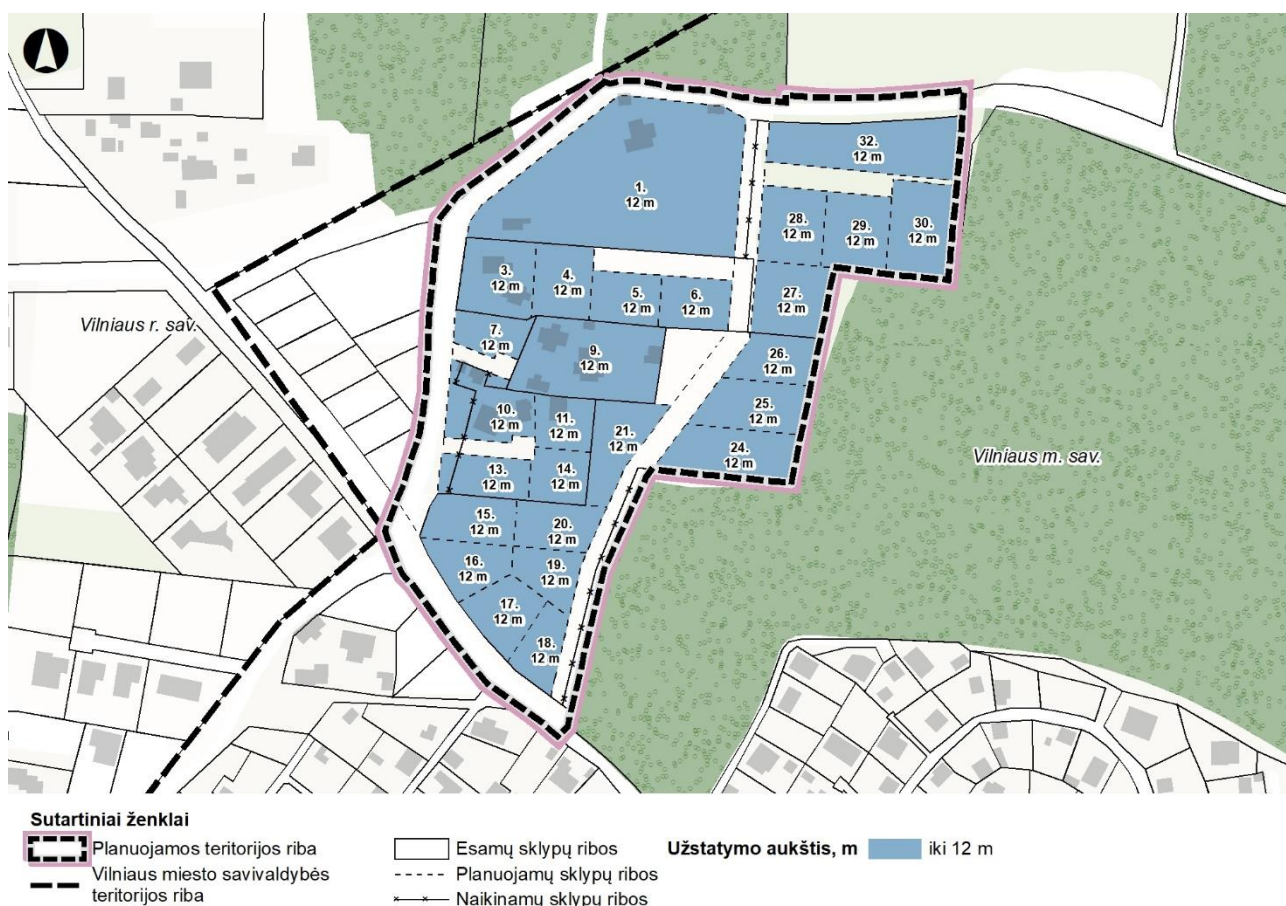 32.
12 m
1.
12 m
28.
12 m
29.
12 m
30.
12 m
3.
12 m
4.
12 m
5.
12 m
6.
12 m
27.
12 m
7.
12 m
9.
12 m
26.
12 m
25.
12 m
24.
12 m
10.
12 m
11.
12 m
21.
12 m
13.
12 m
14.
12 m
15.
12 m
20.
12 m
16.
12 m
19.
12 m
17.
12 m
18.
12 m
Vilniaus r. sav.
Vilniaus m. sav.
Sutartiniai ženklai
Planuojamos teritorijos riba
Vilniaus miesto savivaldybės
teritorijos riba
Esamų sklypų ribos
Planuojamų sklypų ribos
Naikinamų sklypų ribos
Užstatymo aukštis, m
iki 12 m